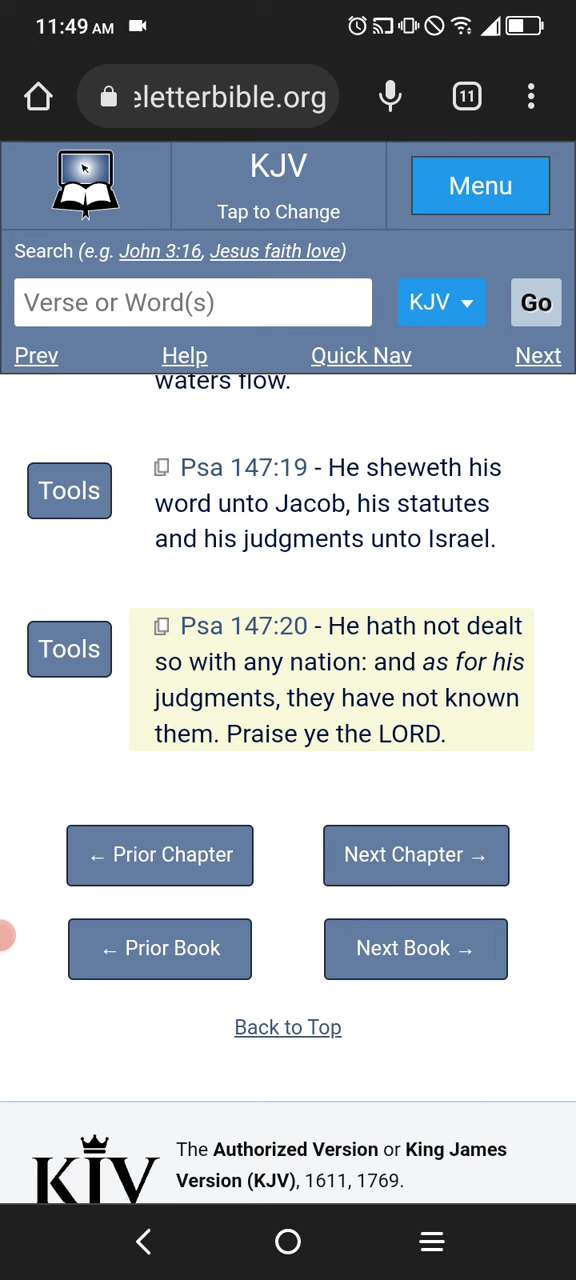 11:49 AM
eletterbible.org
11
KJV
Tap to Change
Menu
Search (e.g. John 3:16, Jesus faith love)
Verse or Word(s)
KJV
Go
Prev
Help
Quick Nav
Next
waters flow.
Tools
Psa 147:19 - He sheweth his
word unto Jacob, his statutes
and his judgments unto Israel.
Tools
Psa 147:20 - He hath not dealt
so with any nation: and as for his
judgments, they have not known
them. Praise ye the LORD.
← Prior Chapter
Next Chapter →
← Prior Book
Next Book →
Back to Top
KJV
The Authorized Version or King James
Version (KJV), 1611, 1769.